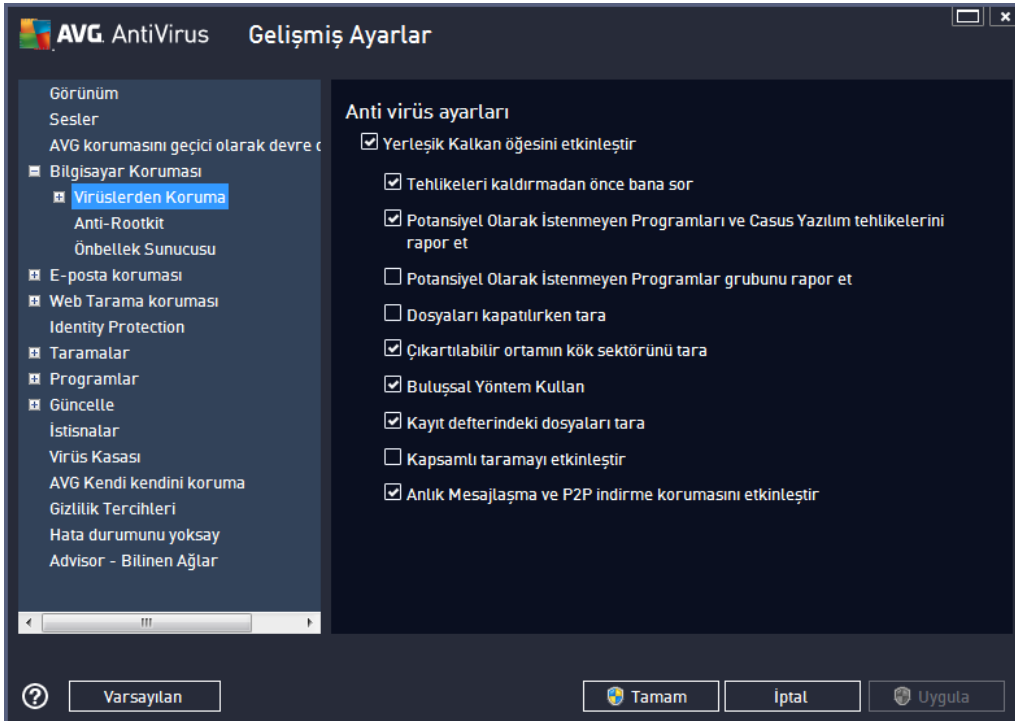 AVG AntiVirus Gelişmiş Ayarlar
Görünüm
Sesler
AVG korumasını geçici olarak devre
Bilgisayar Koruması
Virüslerden Koruma
Anti-Rootkit
Önbellek Sunucusu
E-posta koruması
Web Tarama koruması
Identity Protection
Taramalar
Programlar
Güncelle
İstisnalar
Virüs Kasası
AVG Kendi kendini koruma
Gizlilik Tercihleri
Hata durumunu yoksay
Advisor - Bilinen Ağlar
Anti virüs ayarları
Yerleşik Kalkan öğesini etkinleştir
Tehlikeleri kaldırmadan önce bana sor
Potansiyel Olarak İstenmeyen Programları ve Casus Yazılım tehlikelerini
rapor et
Potansiyel Olarak İstenmeyen Programlar grubunu rapor et
Dosyaları kapatılırken tara
Çıkartılabilir ortamın kök sektörünü tara
Buluşsal Yöntem Kullan
Kayıt defterindeki dosyaları tara
Kapsamlı taramayı etkinleştir
Anlık Mesajlaşma ve P2P indirme korumasını etkinleştir
Varsayılan
Tamam
İptal
Uygula